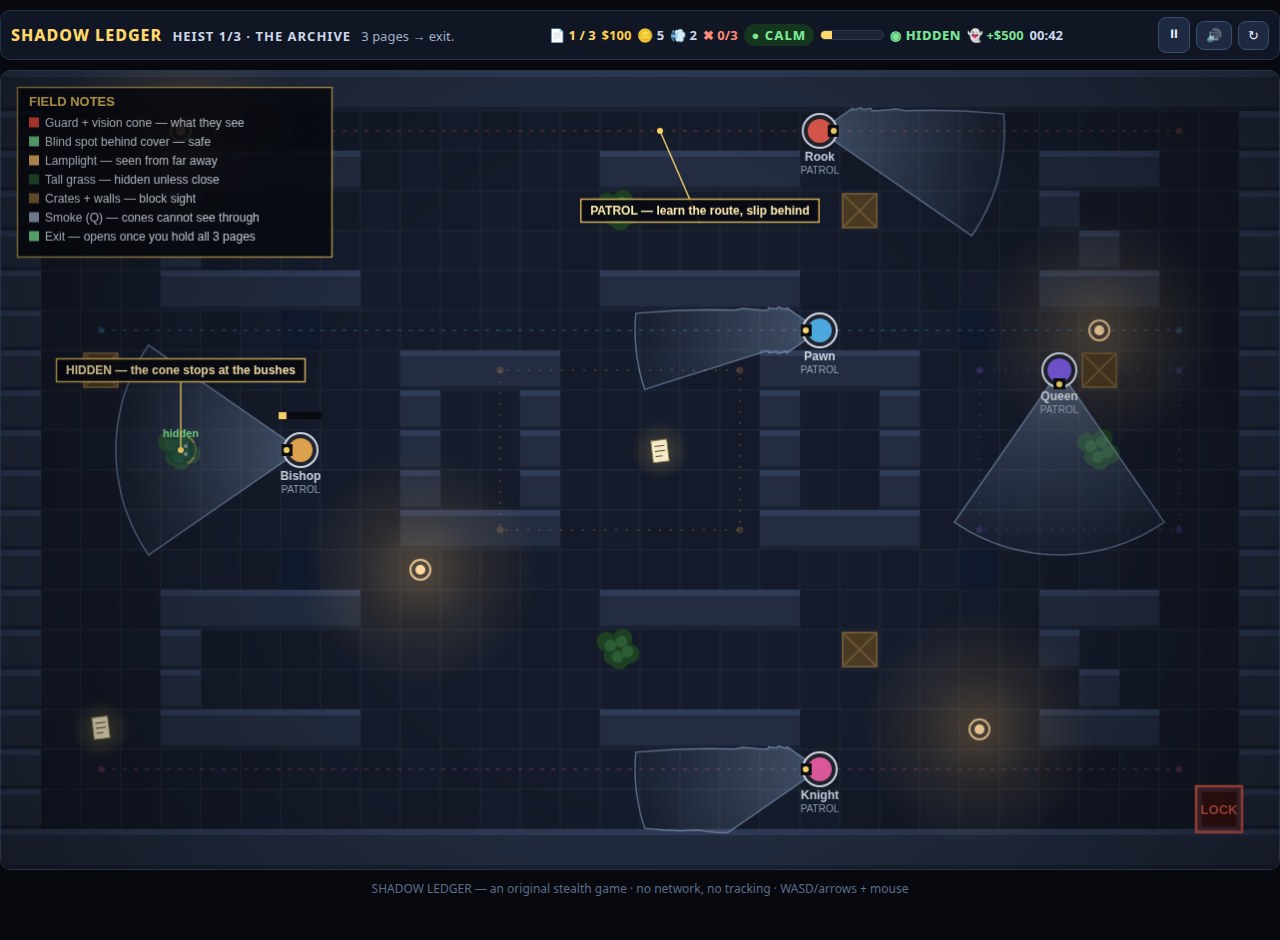 SHADOW LEDGER HEIST 1/3 · THE ARCHIVE 3 pages → exit. 1 / 3 $100 5 2 ✖ 0/3 ● CALM HIDDEN +$500 00:42
FIELD NOTES
Guard + vision cone — what they see
Blind spot behind cover — safe
Lamplight — seen from far away
Tall grass — hidden unless close
Crates + walls — block sight
Smoke (Q) — cones cannot see through
Exit — opens once you hold all 3 pages
Rook
PATROL
PATROL — learn the route, slip behind
Pawn
PATROL
HIDDEN — the cone stops at the bushes
Queen
PATROL
hidden
Bishop
PATROL
Knight
PATROL
LOCK
SHADOW LEDGER — an original stealth game · no network, no tracking · WASD/arrows + mouse